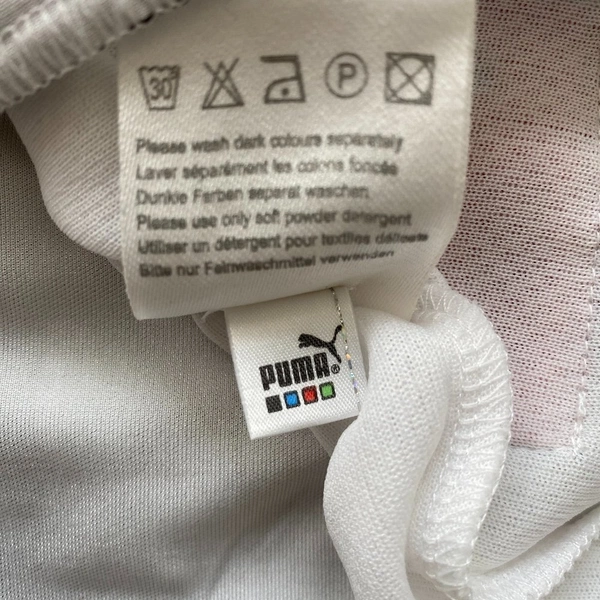 30
P
Please wash dark colours separately
Laver séparément les colons foncés
Dunkle Farben separat waschen
Please use only soft powder detergent
Utiliser un détergent pour textiles délicats
Bitte nur Feinwaschmittel verwenden
PUMA®